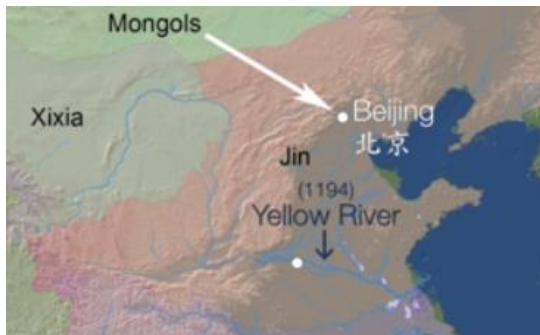 Mongols
Xixia
Beijing
北京
Jin
(1194)
Yellow River